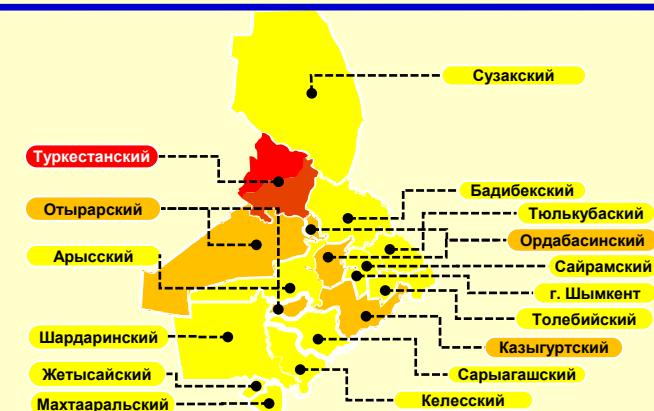 Сузакский
Туркестанский
Бадибекский
Отырарский
Тюлькубаский
Ордабасинский
Арысский
Сайрамский
г. Шымкент
Толебийский
Шардаринский
Казыгуртский
Жетысайский
Сарыагашский
Махтааральский
Келесский